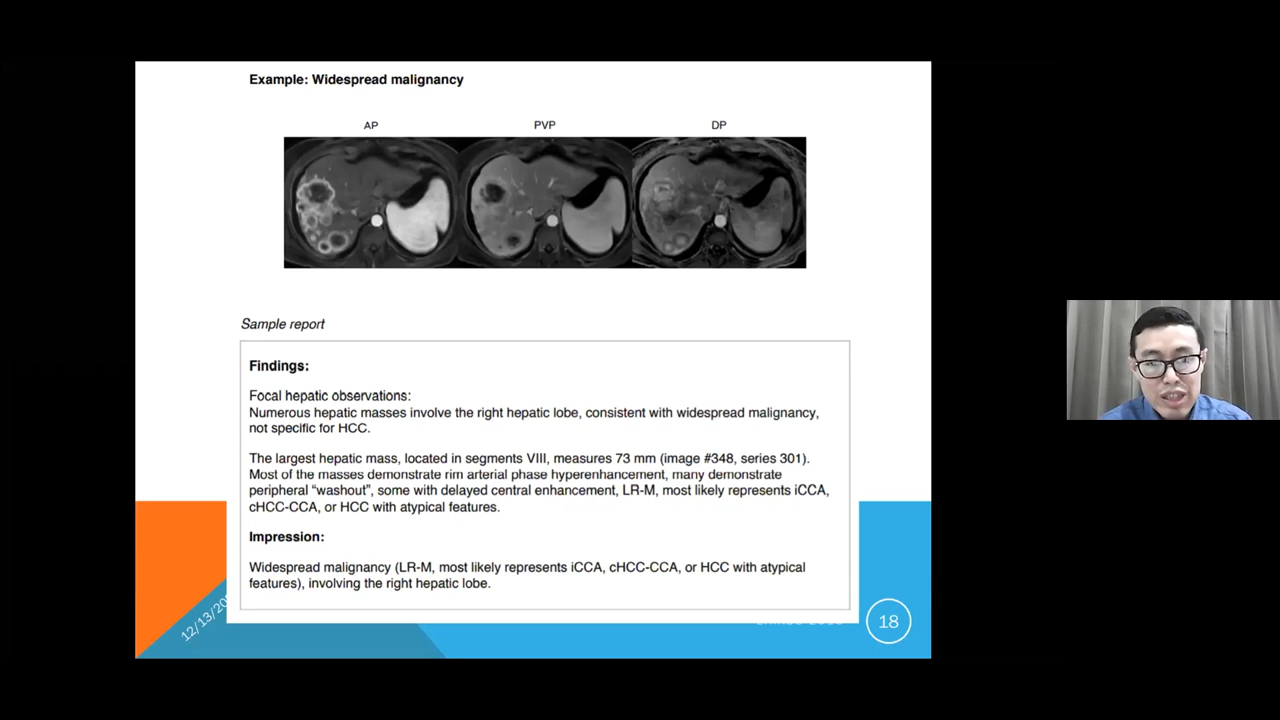 Example: Widespread malignancy
AP
PVP
DP
Sample report
Findings:
Focal hepatic observations:
Numerous hepatic masses involve the right hepatic lobe, consistent with widespread malignancy,
not specific for HCC.
The largest hepatic mass, located in segments VIII, measures 73 mm (image #348, series 301).
Most of the masses demonstrate rim arterial phase hyperenhancement, many demonstrate
peripheral “washout”, some with delayed central enhancement, LR-M, most likely represents iCCA,
cHCC-CCA, or HCC with atypical features.
Impression:
Widespread malignancy (LR-M, most likely represents iCCA, cHCC-CCA, or HCC with atypical
features), involving the right hepatic lobe.
18